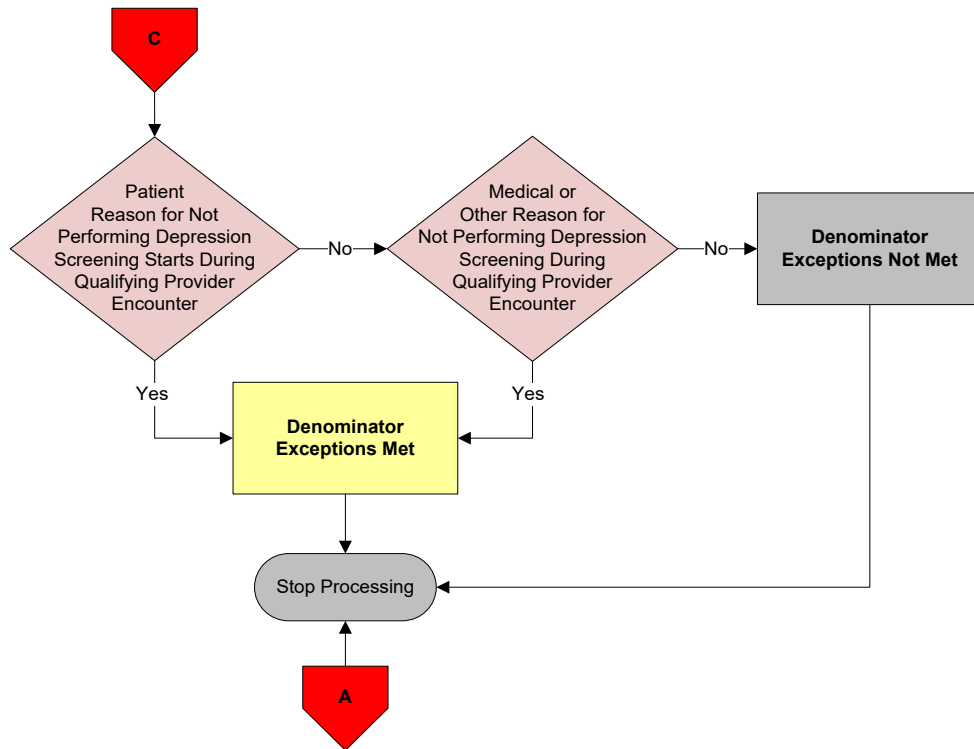 C
Patient
Reason for Not
Performing Depression
Screening Starts During
Qualifying Provider
Encounter
No
Medical or
Other Reason for
Not Performing Depression
Screening During
Qualifying Provider
Encounter
No
Denominator
Exceptions Not Met
Yes
Yes
Denominator
Exceptions Met
Stop Processing
A